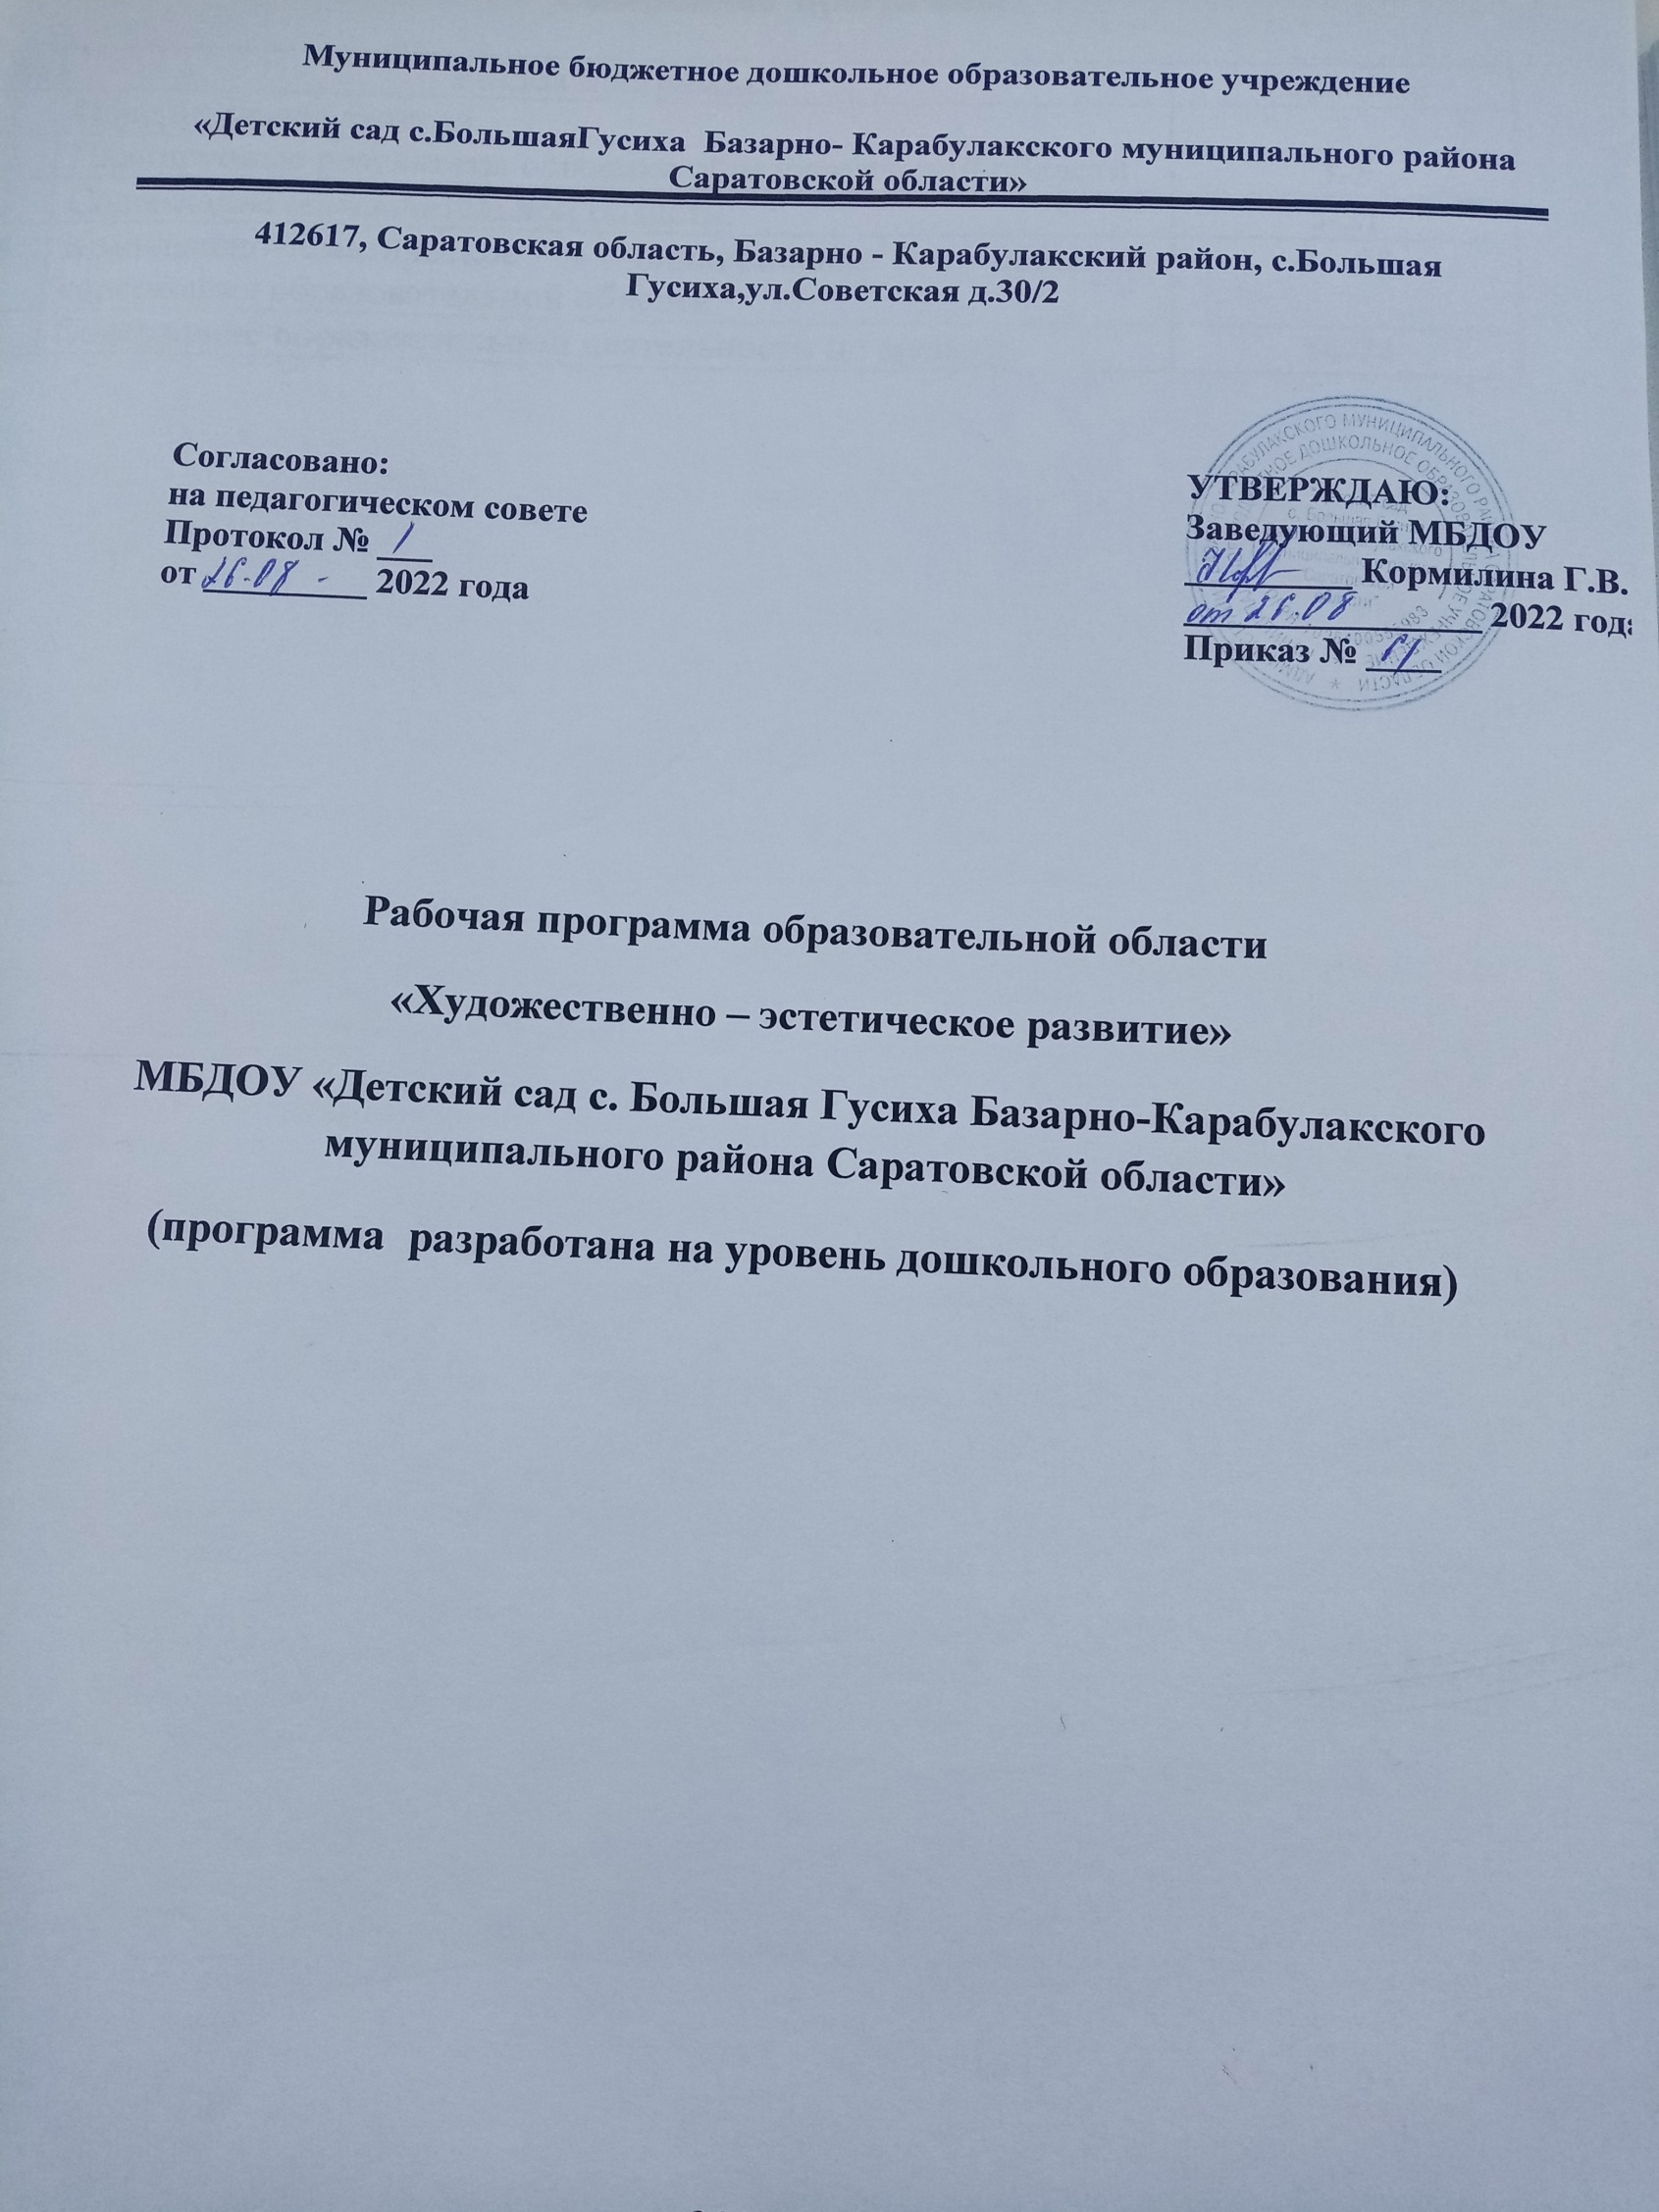 Муниципальное бюджетное дошкольное образовательное учреждение
«Детский сад с.БольшаяГусиха Базарно- Карабулакского муниципального района
Саратовской области»
412617, Саратовская область, Базарно - Карабулакский район, с.Большая
Гусиха,ул.Советская д.30/2
Согласовано:
на педагогическом совете
Протокол № 1
от 26.08 - 2022 года
УТВЕРЖДАЮ:
Заведующий МБДОУ
Кормилина Г.В.
от 26.08 2022 года
Приказ №
Рабочая программа образовательной области
«Художественно – эстетическое развитие»
МБДОУ «Детский сад с. Большая Гусиха Базарно-Карабулакского
муниципального района Саратовской области»
(программа разработана на уровень дошкольного образования)